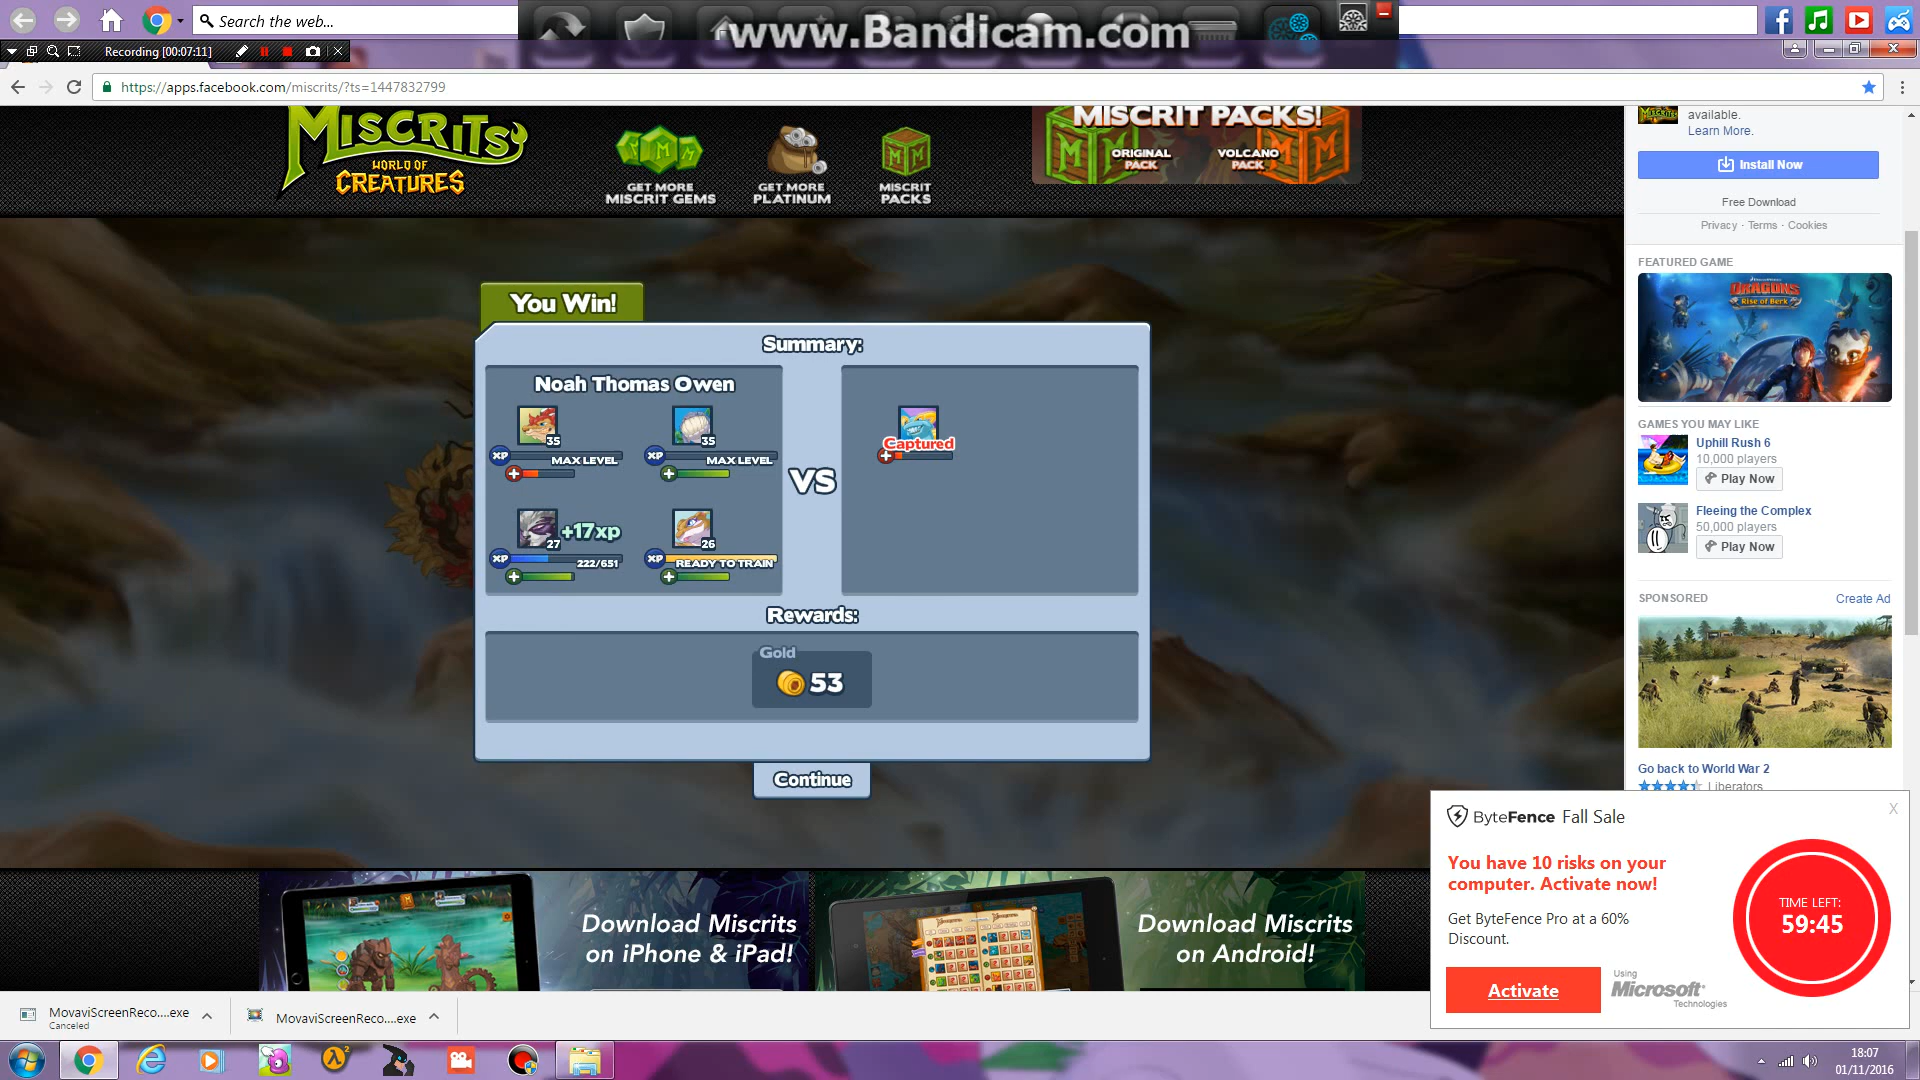 Search the web...
www.Bandicam.com
Recording [00:07:11]
https://apps.facebook.com/miscrits/?ts=1447832799
MISCRITS
WORLD OF
CREATURES
GET MORE
MISCRIT GEMS
GET MORE
PLATINUM
MISCRIT
PACKS
MISCRIT PACKS!
ORIGINAL
PACK
VOLCANO
PACK
available.
Learn More.
Install Now
Free Download
Privacy · Terms · Cookies
FEATURED GAME
DRAGONS
Rise of Berk
GAMES YOU MAY LIKE
Uphill Rush 6
10,000 players
Play Now
Fleeing the Complex
50,000 players
Play Now
SPONSORED
Create Ad
Go back to World War 2
Liberators
You Win!
Summary:
Noah Thomas Owen
35
XP
MAX LEVEL
35
XP
MAX LEVEL
27
+17xp
XP
222/651
26
XP
READY TO TRAIN
VS
Captured
Rewards:
Gold
53
Continue
Download Miscrits
on iPhone & iPad!
Download Miscrits
on Android!
ByteFence Fall Sale
X
You have 10 risks on your
computer. Activate now!
Get ByteFence Pro at a 60%
Discount.
TIME LEFT:
59:45
Activate
Using
Microsoft
Technologies
MovaviScreenReco....exe
Canceled
MovaviScreenReco....exe
18:07
01/11/2016